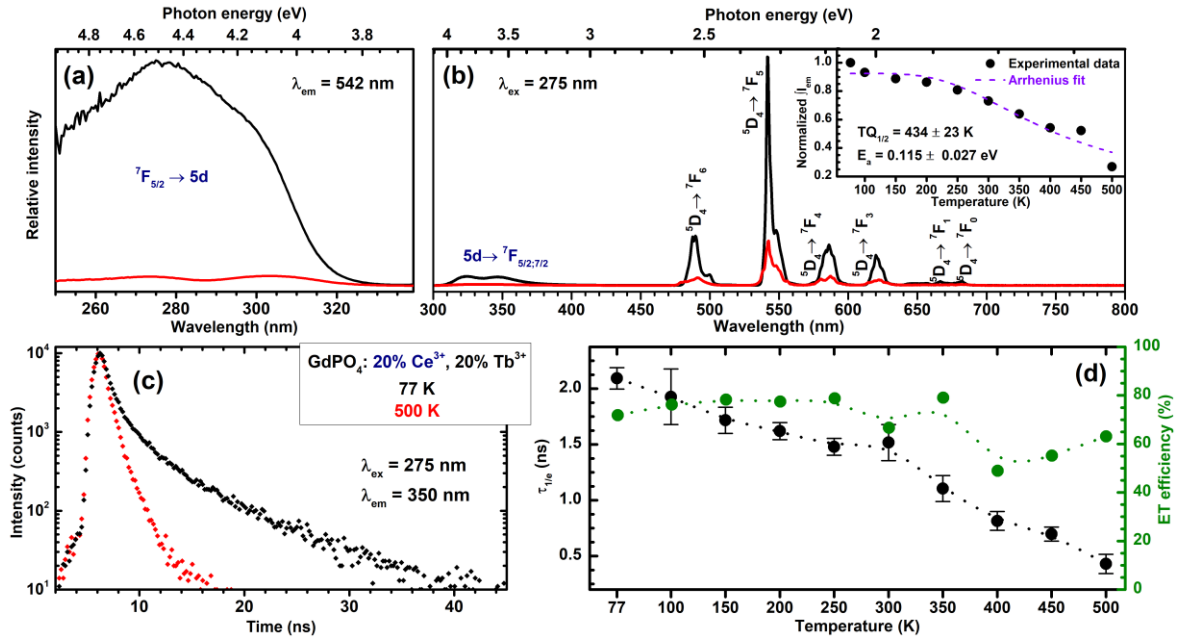 Photon energy (eV)
4.8 4.6 4.4 4.2 4 3.8
(a)
λem = 542 nm
7F5/2 → 5d
Relative intensity
260 280 300 320
Wavelength (nm)
Photon energy (eV)
4 3.5 3 2.5 2
(b)
λex = 275 nm
5d→ 7F5/2;7/2
5D4→ 7F6
5D4→ 7F5
5D4→ 7F4
5D4→ 7F3
5D4→ 7F1
5D4→ 7F0
300 350 400 450 500 550 600 650 700 750 800
Wavelength (nm)
Experimental data
Arrhenius fit
TQ1/2 = 434 ± 23 K
Ea = 0.115 ± 0.027 eV
Normalized ∫Iem
1.0
0.8
0.6
0.4
0.2
100 150 200 250 300 350 400 450 500
Temperature (K)
(c)
GdPO4: 20% Ce3+, 20% Tb3+
77 K
500 K
λex = 275 nm
λem = 350 nm
Intensity (counts)
10^4
10^3
10^2
10^1
10 20 30 40
Time (ns)
(d)
τ1/e (ns)
2.0
1.5
1.0
0.5
77 100 150 200 250 300 350 400 450 500
Temperature (K)
100
80
60
40
20
0
ET efficiency (%)